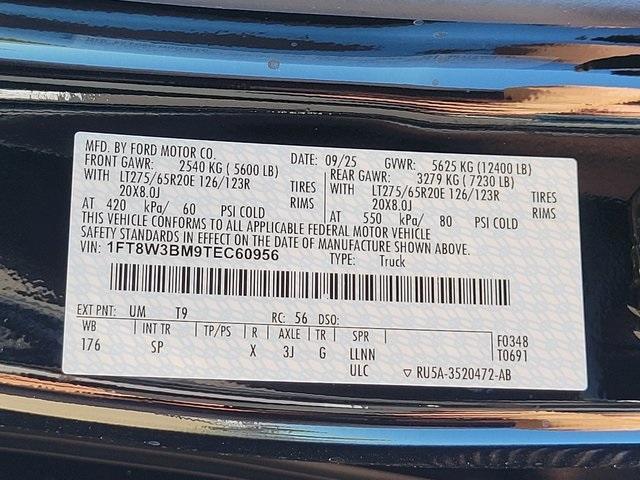 MFD. BY FORD MOTOR CO.
DATE: 09/25 GVWR: 5625 KG (12400 LB)
FRONT GAWR: 2540 KG ( 5600 LB) REAR GAWR: 3279 KG ( 7230 LB)
WITH LT275/65R20E 126/123R TIRES WITH LT275/65R20E 126/123R TIRES
20X8.0J RIMS 20X8.0J RIMS
AT 420 kPa/ 60 PSI COLD AT 550 kPa/ 80 PSI COLD
THIS VEHICLE CONFORMS TO ALL APPLICABLE FEDERAL MOTOR VEHICLE
SAFETY STANDARDS IN EFFECT ON THE DATE OF MANUFACTURE SHOWN ABOVE.
VIN: 1FT8W3BM9TEC60956 TYPE: Truck
EXT PNT: UM T9 RC: 56 DSO:
WB INT TR TP/PS R AXLE TR SPR F0348
176 SP X 3J G LLNN T0691
ULC ▽ RU5A-3520472-AB